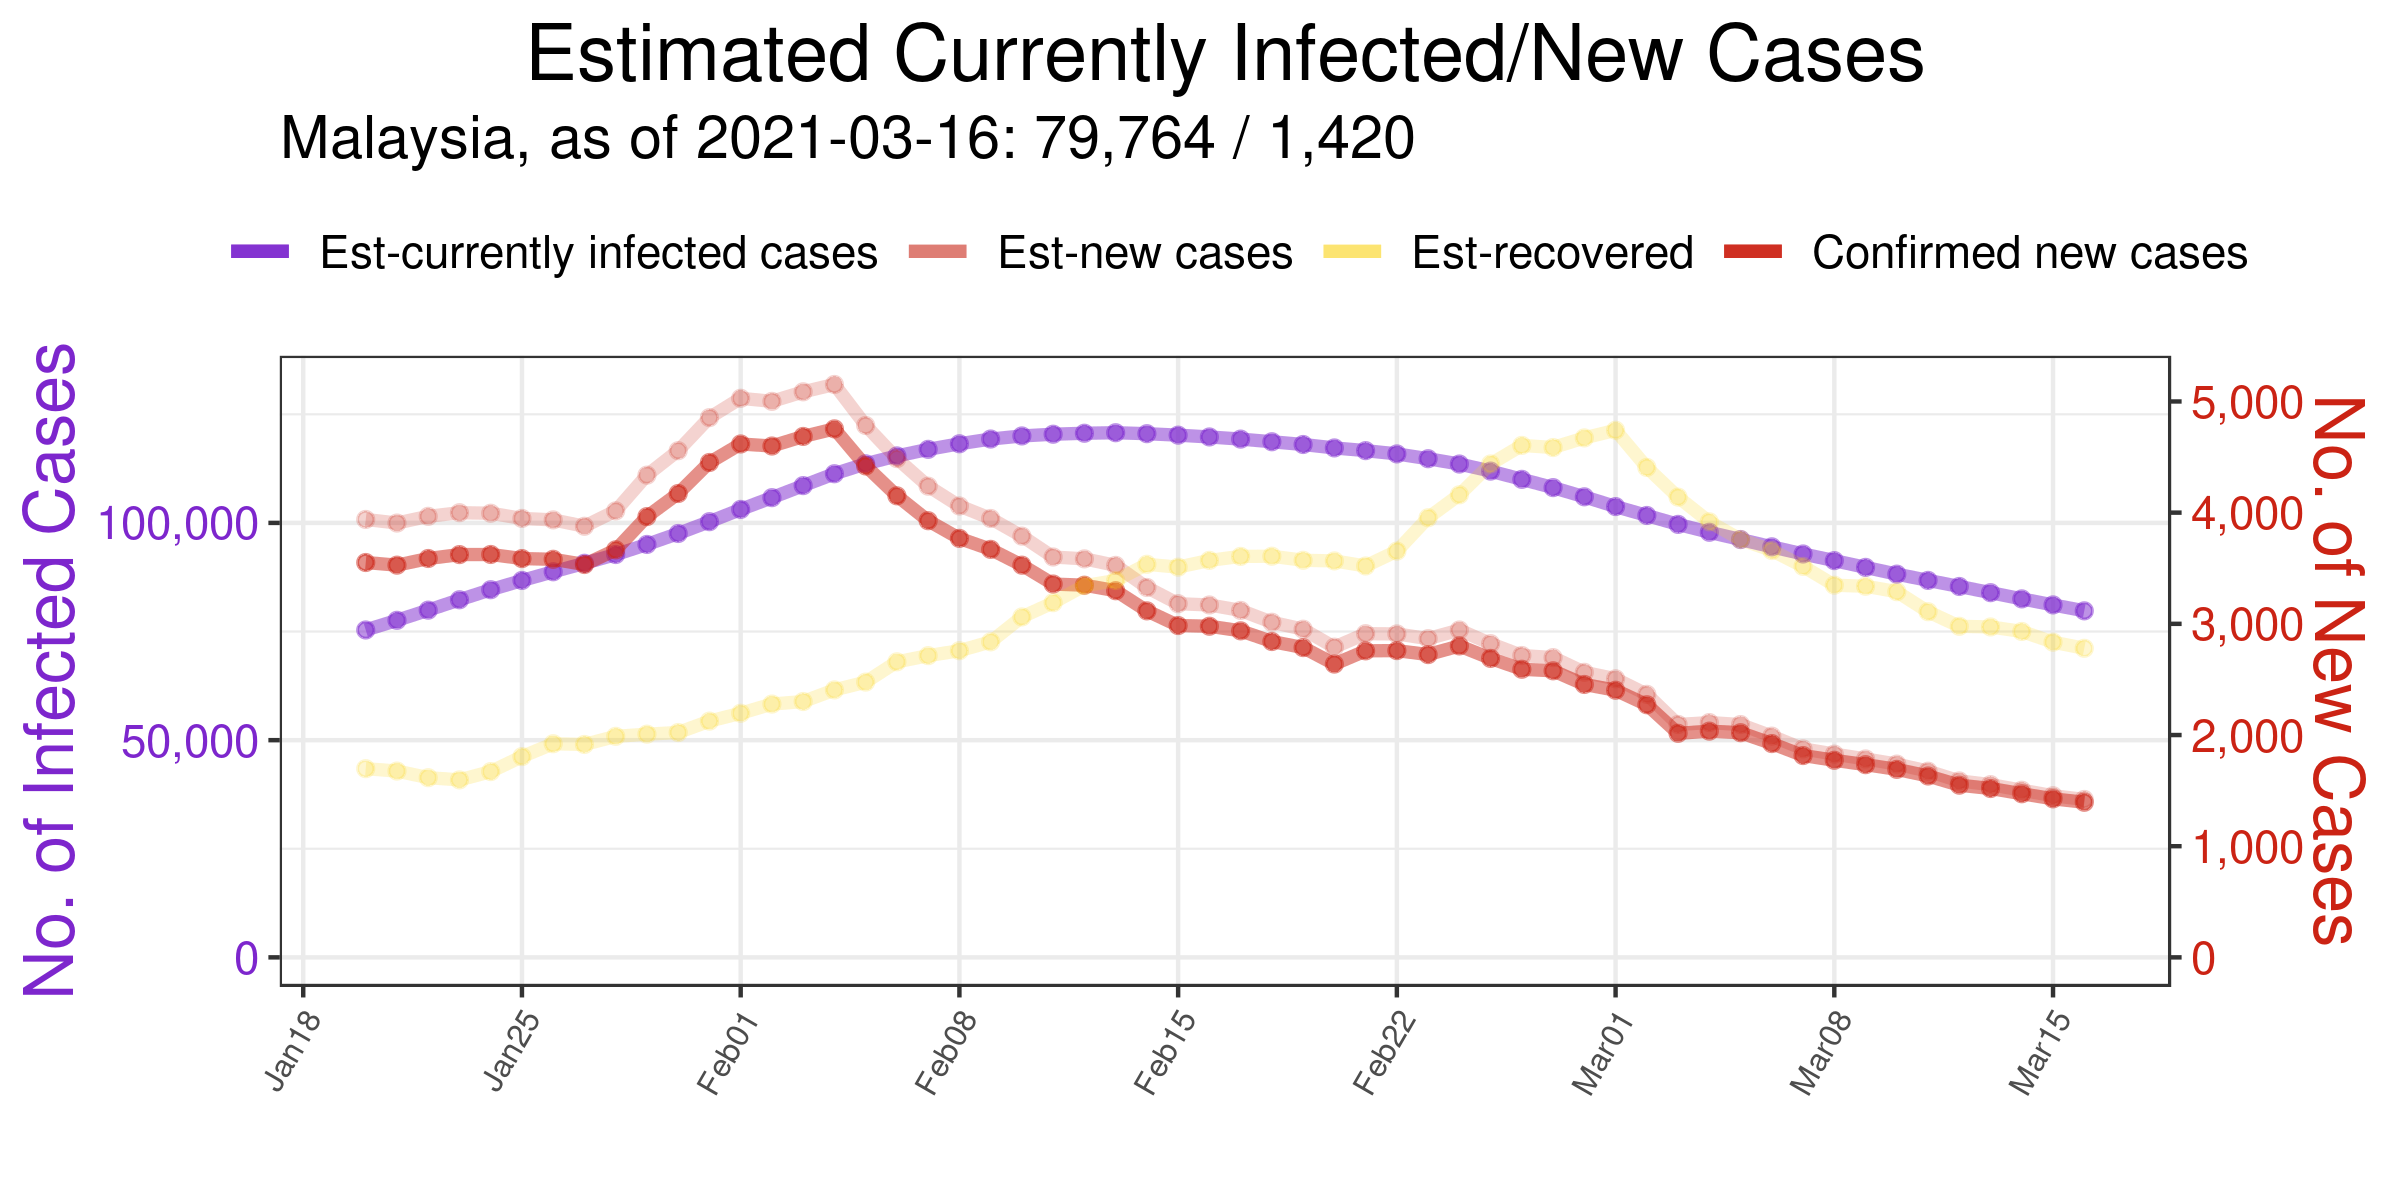 Estimated Currently Infected/New Cases
Malaysia, as of 2021-03-16: 79,764 / 1,420
Est-currently infected cases Est-new cases Est-recovered Confirmed new cases
No. of Infected Cases
100,000
50,000
0
5,000
4,000
3,000
2,000
1,000
0
No. of New Cases
Jan18 Jan25 Feb01 Feb08 Feb15 Feb22 Mar01 Mar08 Mar15